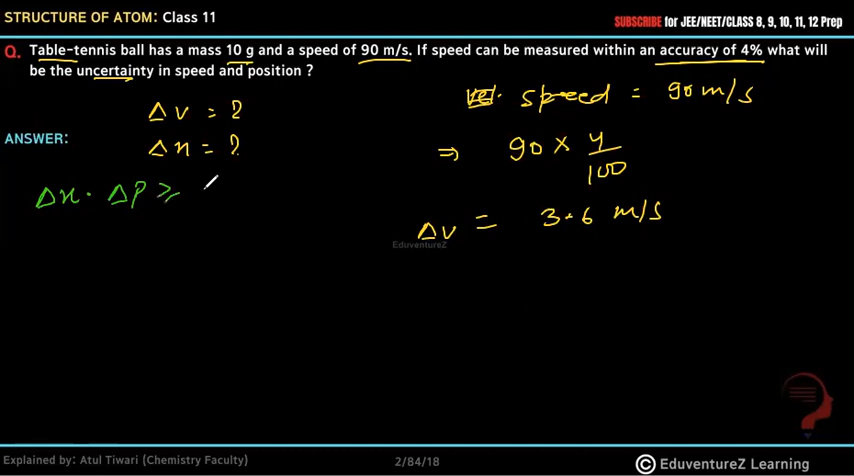 STRUCTURE OF ATOM: Class 11
SUBSCRIBE for JEE/NEET/CLASS 8, 9, 10, 11, 12 Prep
Q. Table-tennis ball has a mass 10 g and a speed of 90 m/s. If speed can be measured within an accuracy of 4% what will
be the uncertainty in speed and position ?
Δv = ?
speed = 90 m/s
ANSWER:
Δx = ?
⇒ 90 × 4/100
Δx · Δp ≥
Δv = 3.6 m/s
EduventureZ
Explained by: Atul Tiwari (Chemistry Faculty)
2/84/18
© EduventureZ Learning